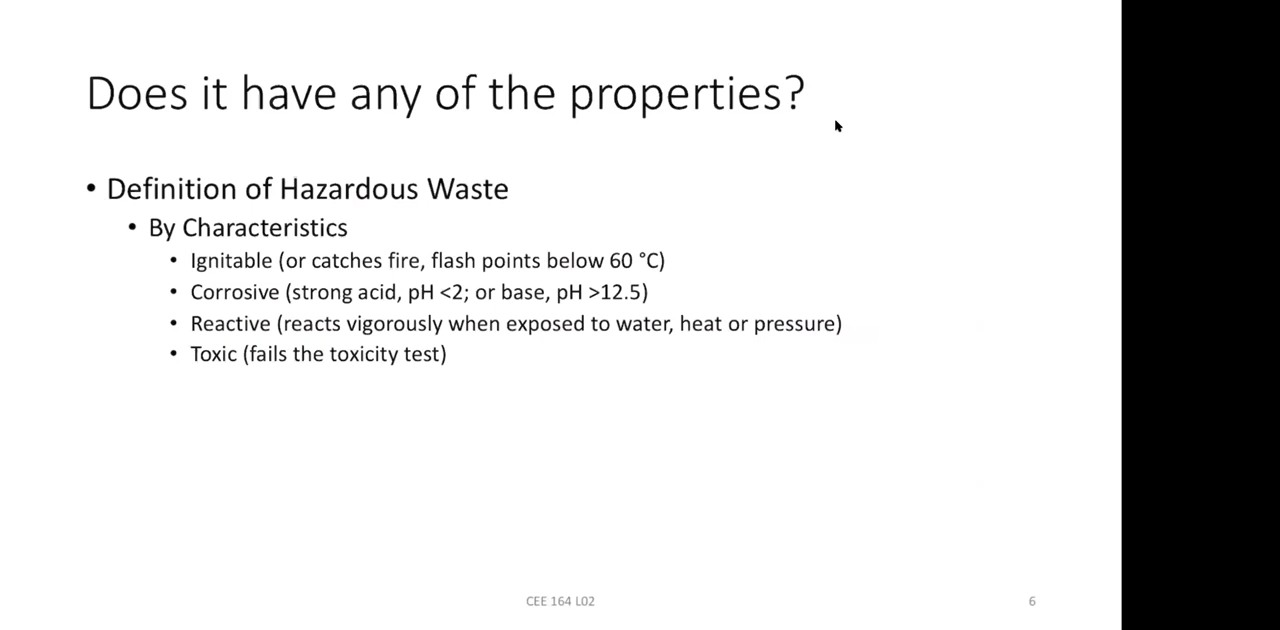 Does it have any of the properties?
• Definition of Hazardous Waste
• By Characteristics
• Ignitable (or catches fire, flash points below 60 °C)
• Corrosive (strong acid, pH <2; or base, pH >12.5)
• Reactive (reacts vigorously when exposed to water, heat or pressure)
• Toxic (fails the toxicity test)
CEE 164 L02
6